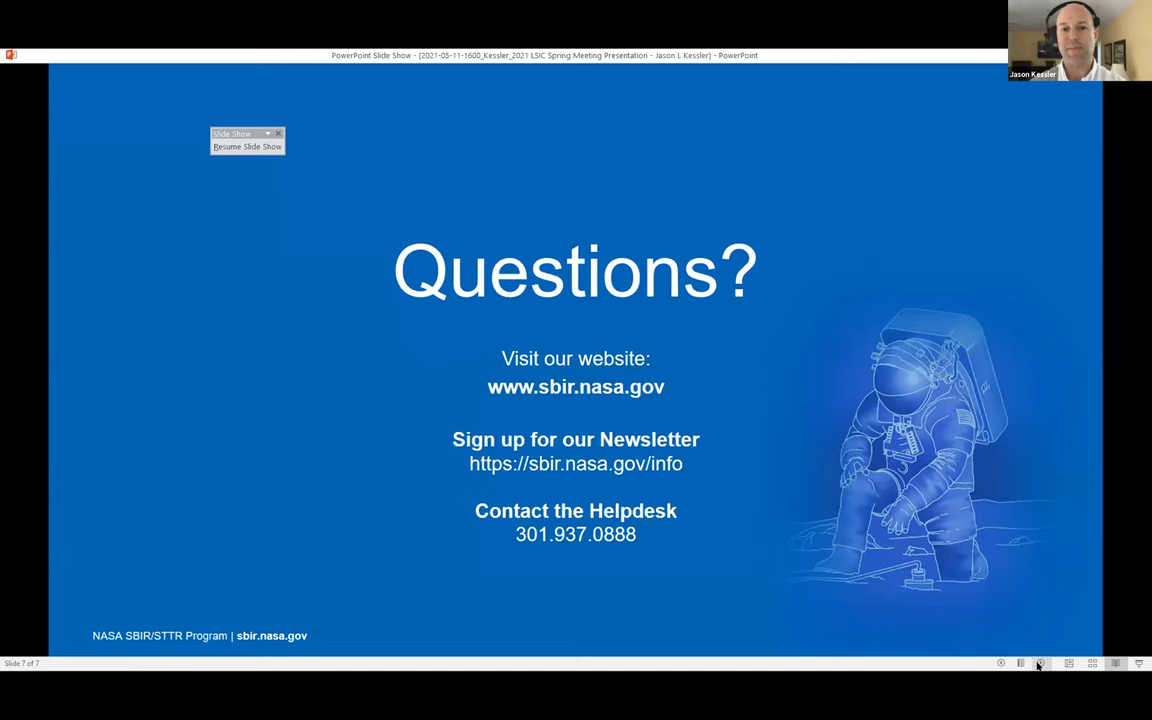 PowerPoint Slide Show - [2021-05-11-1600_Kessler_2021 LSIC Spring Meeting Presentation - Jason L Kessler] - PowerPoint
Jason Kessler
Slide Show
Resume Slide Show
Questions?
Visit our website:
www.sbir.nasa.gov
Sign up for our Newsletter
https://sbir.nasa.gov/info
Contact the Helpdesk
301.937.0888
NASA SBIR/STTR Program | sbir.nasa.gov
Slide 7 of 7